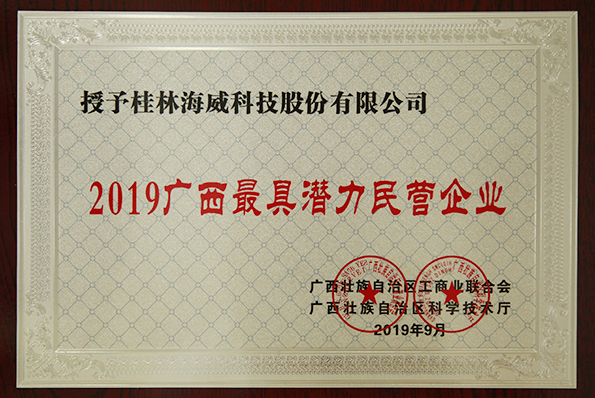 授予桂林海威科技股份有限公司
2019广西最具潜力民营企业
广西壮族自治区工商业联合会
广西壮族自治区科学技术厅
2019年9月